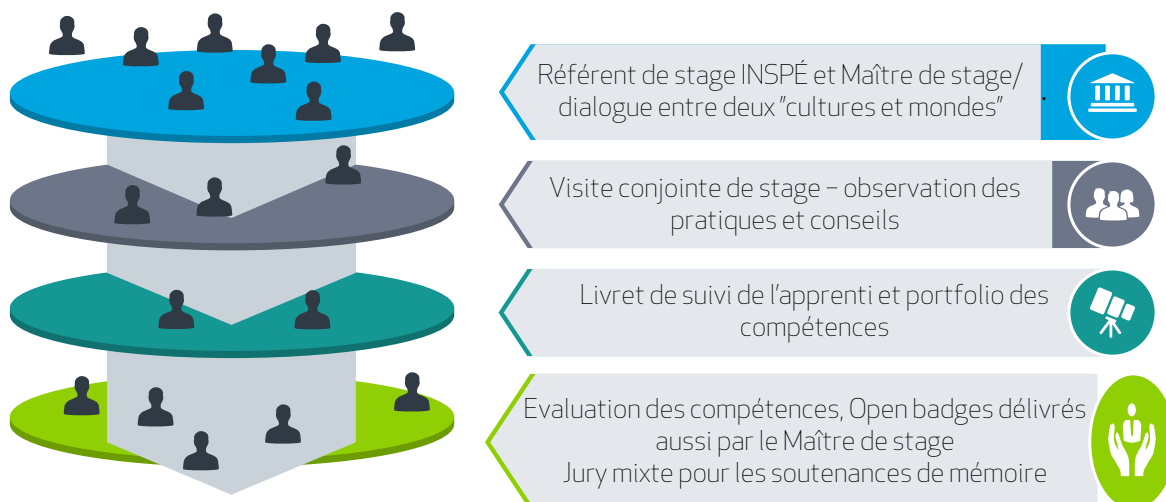 Référent de stage INSPÉ et Maître de stage/
dialogue entre deux "cultures et mondes"
Visite conjointe de stage – observation des
pratiques et conseils
Livret de suivi de l'apprenti et portfolio des
compétences
Evaluation des compétences, Open badges délivrés
aussi par le Maître de stage
Jury mixte pour les soutenances de mémoire